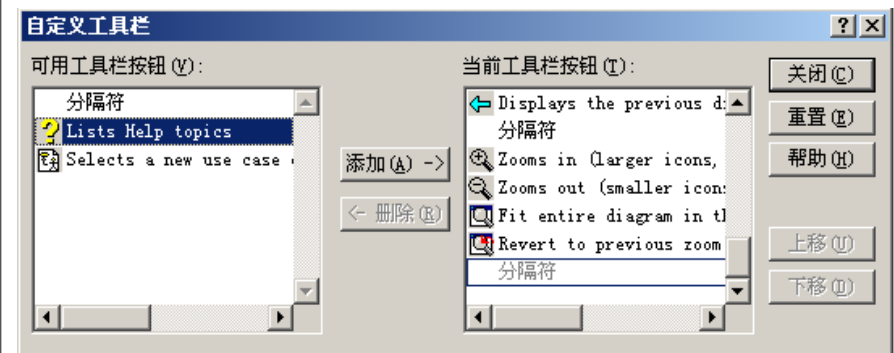 自定义工具栏
可用工具栏按钮(V):
分隔符
Lists Help topics
Selects a new use case
添加(A) ->
<- 删除(R)
当前工具栏按钮(T):
Displays the previous
分隔符
Zooms in (larger icons,
Zooms out (smaller icon
Fit entire diagram in
Revert to previous zoom
分隔符
关闭(C)
重置(E)
帮助(H)
上移(U)
下移(D)